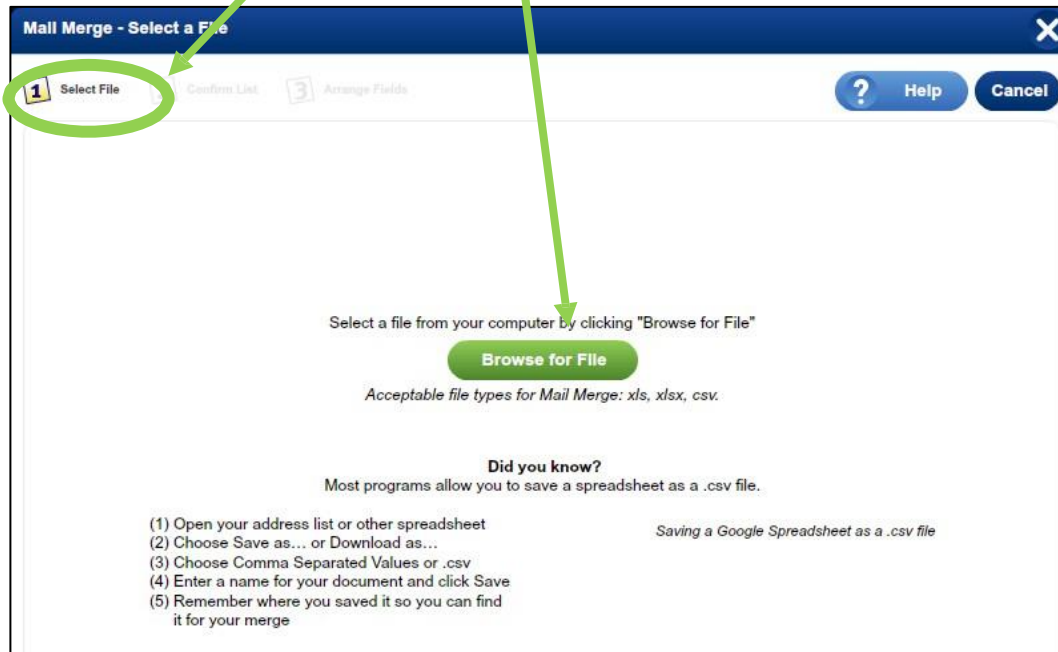 Mail Merge - Select a File
1 Select File Confirm List 3 Arrange Fields ? Help Cancel
Select a file from your computer by clicking "Browse for File"
Browse for File
Acceptable file types for Mail Merge: xls, xlsx, csv.
Did you know?
Most programs allow you to save a spreadsheet as a .csv file.
(1) Open your address list or other spreadsheet
(2) Choose Save as... or Download as...
(3) Choose Comma Separated Values or .csv
(4) Enter a name for your document and click Save
(5) Remember where you saved it so you can find
it for your merge
Saving a Google Spreadsheet as a .csv file